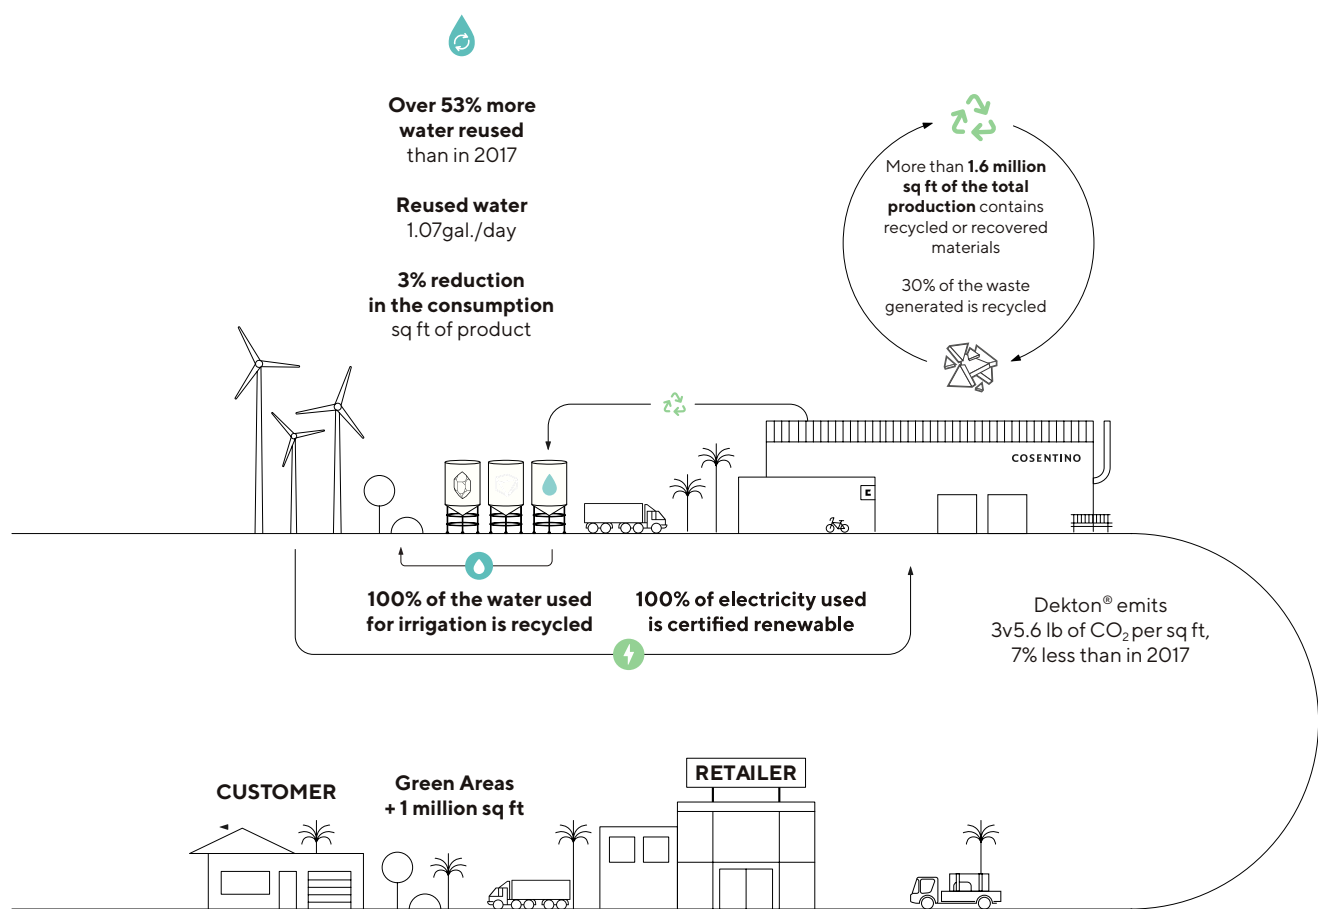 Over 53% more
water reused
than in 2017
Reused water
1.07gal./day
3% reduction
in the consumption
sq ft of product
More than 1.6 million
sq ft of the total
production contains
recycled or recovered
materials
30% of the waste
generated is recycled
COSENTINO
100% of the water used
for irrigation is recycled
100% of electricity used
is certified renewable
Dekton® emits
3v5.6 lb of CO₂ per sq ft,
7% less than in 2017
CUSTOMER
Green Areas
+ 1 million sq ft
RETAILER